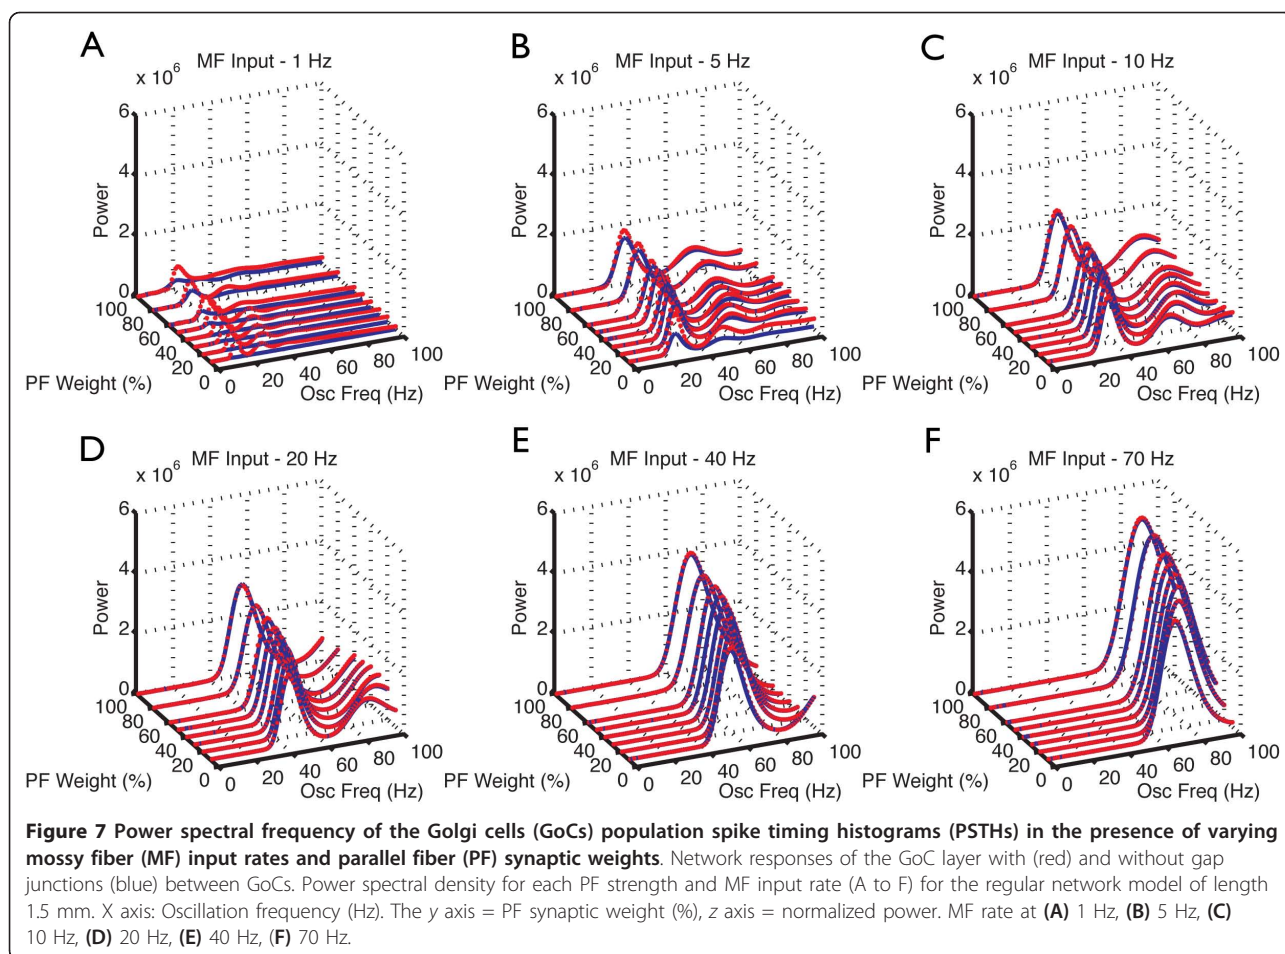 A
MF Input - 1 Hz
x 10^6
6
4
2
0
Power
100
80
60
40
20
0
PF Weight (%)
0
20
40
60
80
100
Osc Freq (Hz)
B
MF Input - 5 Hz
x 10^6
6
4
2
0
Power
100
80
60
40
20
0
PF Weight (%)
0
20
40
60
80
100
Osc Freq (Hz)
C
MF Input - 10 Hz
x 10^6
6
4
2
0
Power
100
80
60
40
20
0
PF Weight (%)
0
20
40
60
80
100
Osc Freq (Hz)
D
MF Input - 20 Hz
x 10^6
6
4
2
0
Power
100
80
60
40
20
0
PF Weight (%)
0
20
40
60
80
100
Osc Freq (Hz)
E
MF Input - 40 Hz
x 10^6
6
4
2
0
Power
100
80
60
40
20
0
PF Weight (%)
0
20
40
60
80
100
Osc Freq (Hz)
F
MF Input - 70 Hz
x 10^6
6
4
2
0
Power
100
80
60
40
20
0
PF Weight (%)
0
20
40
60
80
100
Osc Freq (Hz)
Figure 7 Power spectral frequency of the Golgi cells (GoCs) population spike timing histograms (PSTHs) in the presence of varying
mossy fiber (MF) input rates and parallel fiber (PF) synaptic weights. Network responses of the GoC layer with (red) and without gap
junctions (blue) between GoCs. Power spectral density for each PF strength and MF input rate (A to F) for the regular network model of length
1.5 mm. X axis: Oscillation frequency (Hz). The y axis = PF synaptic weight (%), z axis = normalized power. MF rate at (A) 1 Hz, (B) 5 Hz, (C)
10 Hz, (D) 20 Hz, (E) 40 Hz, (F) 70 Hz.